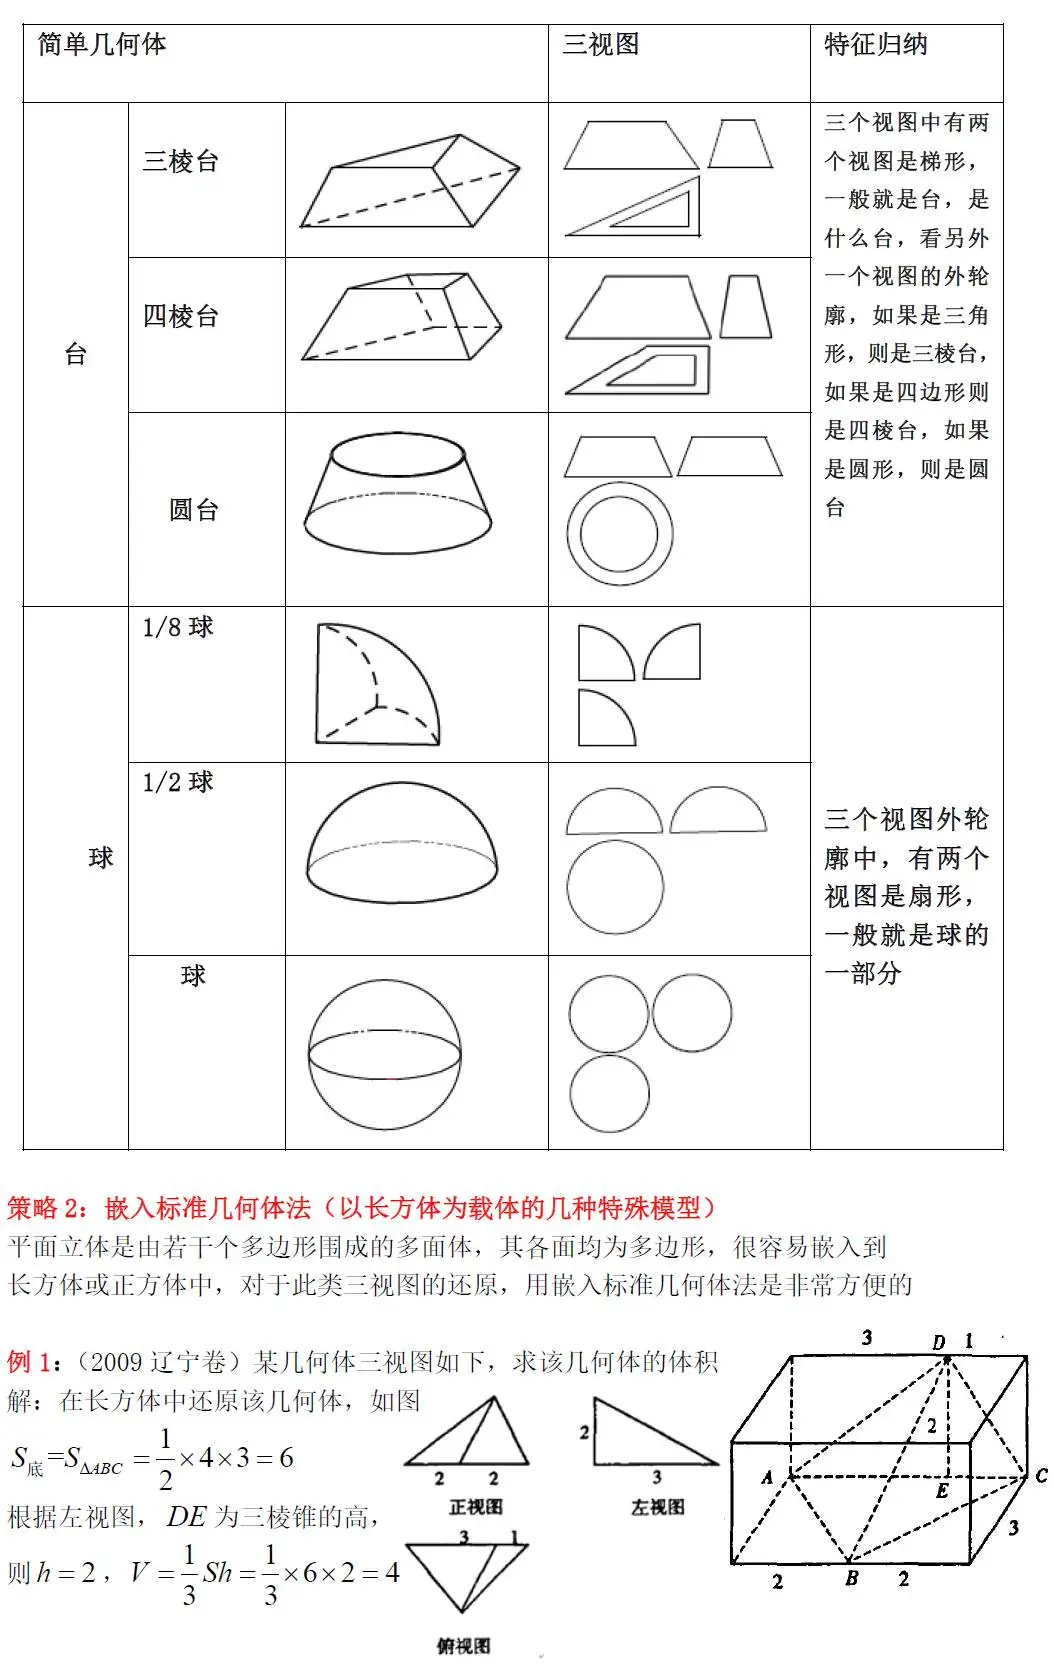 简单几何体
三视图
特征归纳
台
三棱台
三个视图中有两
个视图是梯形，
一般就是台，是
什么台，看另外
一个视图的外轮
廓，如果是三角
形，则是三棱台，
如果是四边形则
是四棱台，如果
是圆形，则是圆
台
四棱台
圆台
球
1/8 球
三个视图外轮
廓中，有两个
视图是扇形，
一般就是球的
一部分
1/2 球
球
策略 2：嵌入标准几何体法（以长方体为载体的几种特殊模型）
平面立体是由若干个多边形围成的多面体，其各面均为多边形，很容易嵌入到
长方体或正方体中，对于此类三视图的还原，用嵌入标准几何体法是非常方便的
例 1：（2009 辽宁卷）某几何体三视图如下，求该几何体的体积
解：在长方体中还原该几何体，如图
S底=SΔABC=1/2×4×3=6
根据左视图，DE 为三棱锥的高，
则 h=2，V=1/3Sh=1/3×6×2=4
2 2
正视图
2
3
左视图
3 1
俯视图
3 D 1
2
A E C
3
2 B 2